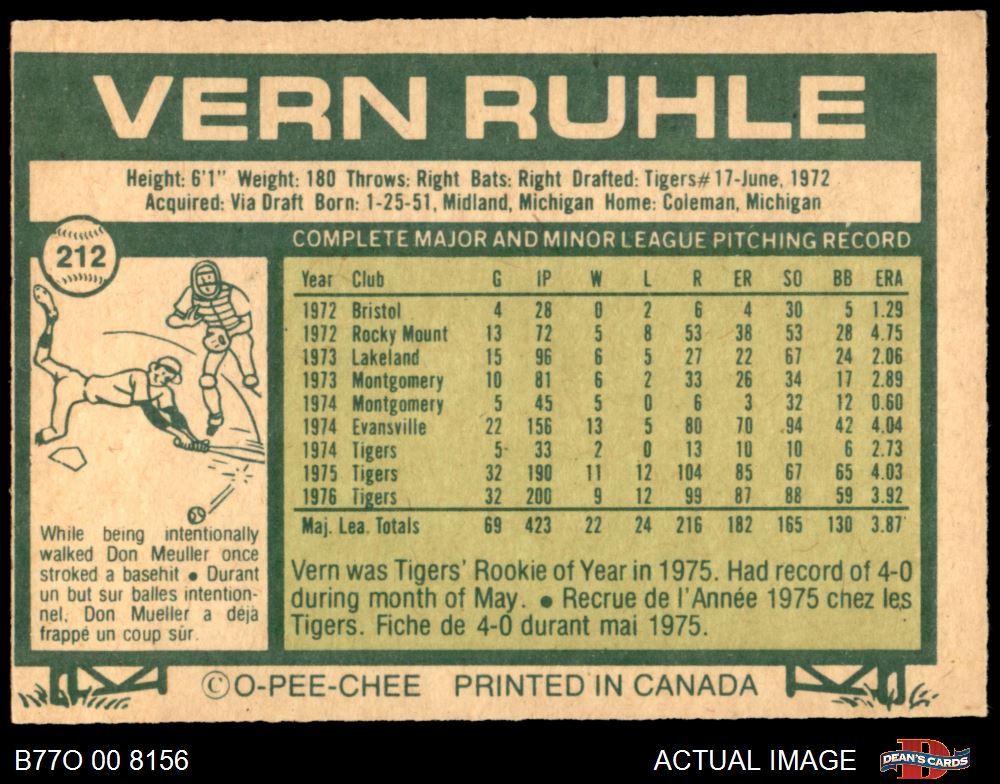 VERN RUHLE
Height: 6'1" Weight: 180 Throws: Right Bats: Right Drafted: Tigers#17-June, 1972
Acquired: Via Draft Born: 1-25-51, Midland, Michigan Home: Coleman, Michigan
212
COMPLETE MAJOR AND MINOR LEAGUE PITCHING RECORD
Year Club G IP W L R ER SO BB ERA
1972 Bristol 4 28 0 2 6 4 30 5 1.29
1972 Rocky Mount 13 72 5 8 53 38 53 28 4.75
1973 Lakeland 15 96 6 5 27 22 67 24 2.06
1973 Montgomery 10 81 6 2 33 26 34 17 2.89
1974 Montgomery 5 45 5 0 6 3 32 12 0.60
1974 Evansville 22 156 13 5 80 70 94 42 4.04
1974 Tigers 5 33 2 0 13 10 10 6 2.73
1975 Tigers 32 190 11 12 104 85 67 65 4.03
1976 Tigers 32 200 9 12 99 87 88 59 3.92
Maj. Lea. Totals 69 423 22 24 216 182 165 130 3.87
While being intentionally
walked Don Meuller once
stroked a basehit • Durant
un but sur balles intention-
nel, Don Mueller a déjà
frappé un coup sûr.
Vern was Tigers' Rookie of Year in 1975. Had record of 4-0
during month of May. • Recrue de l'Année 1975 chez les
Tigers. Fiche de 4-0 durant mai 1975.
©O-PEE-CHEE PRINTED IN CANADA
B77O 00 8156
ACTUAL IMAGE
DEAN'S CARDS